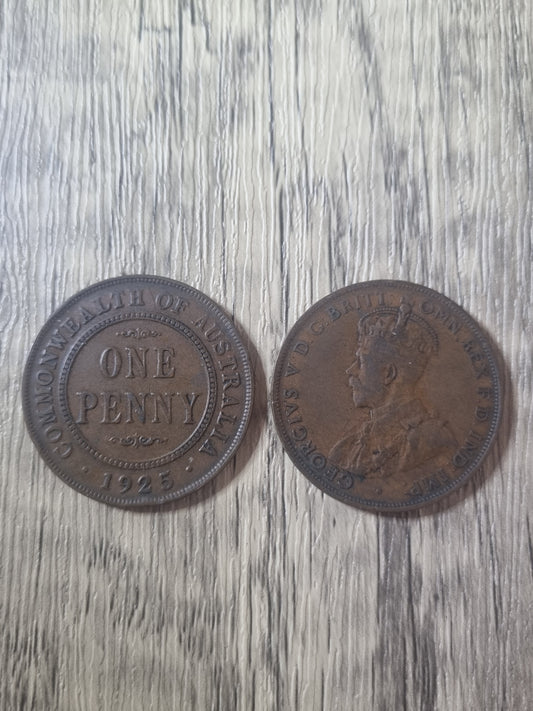 COMMONWEALTH OF AUSTRALIA
ONE
PENNY
· 1925 ·
GEORGIVS V D.G. BRITT: OMN: REX F.D. IND: IMP: